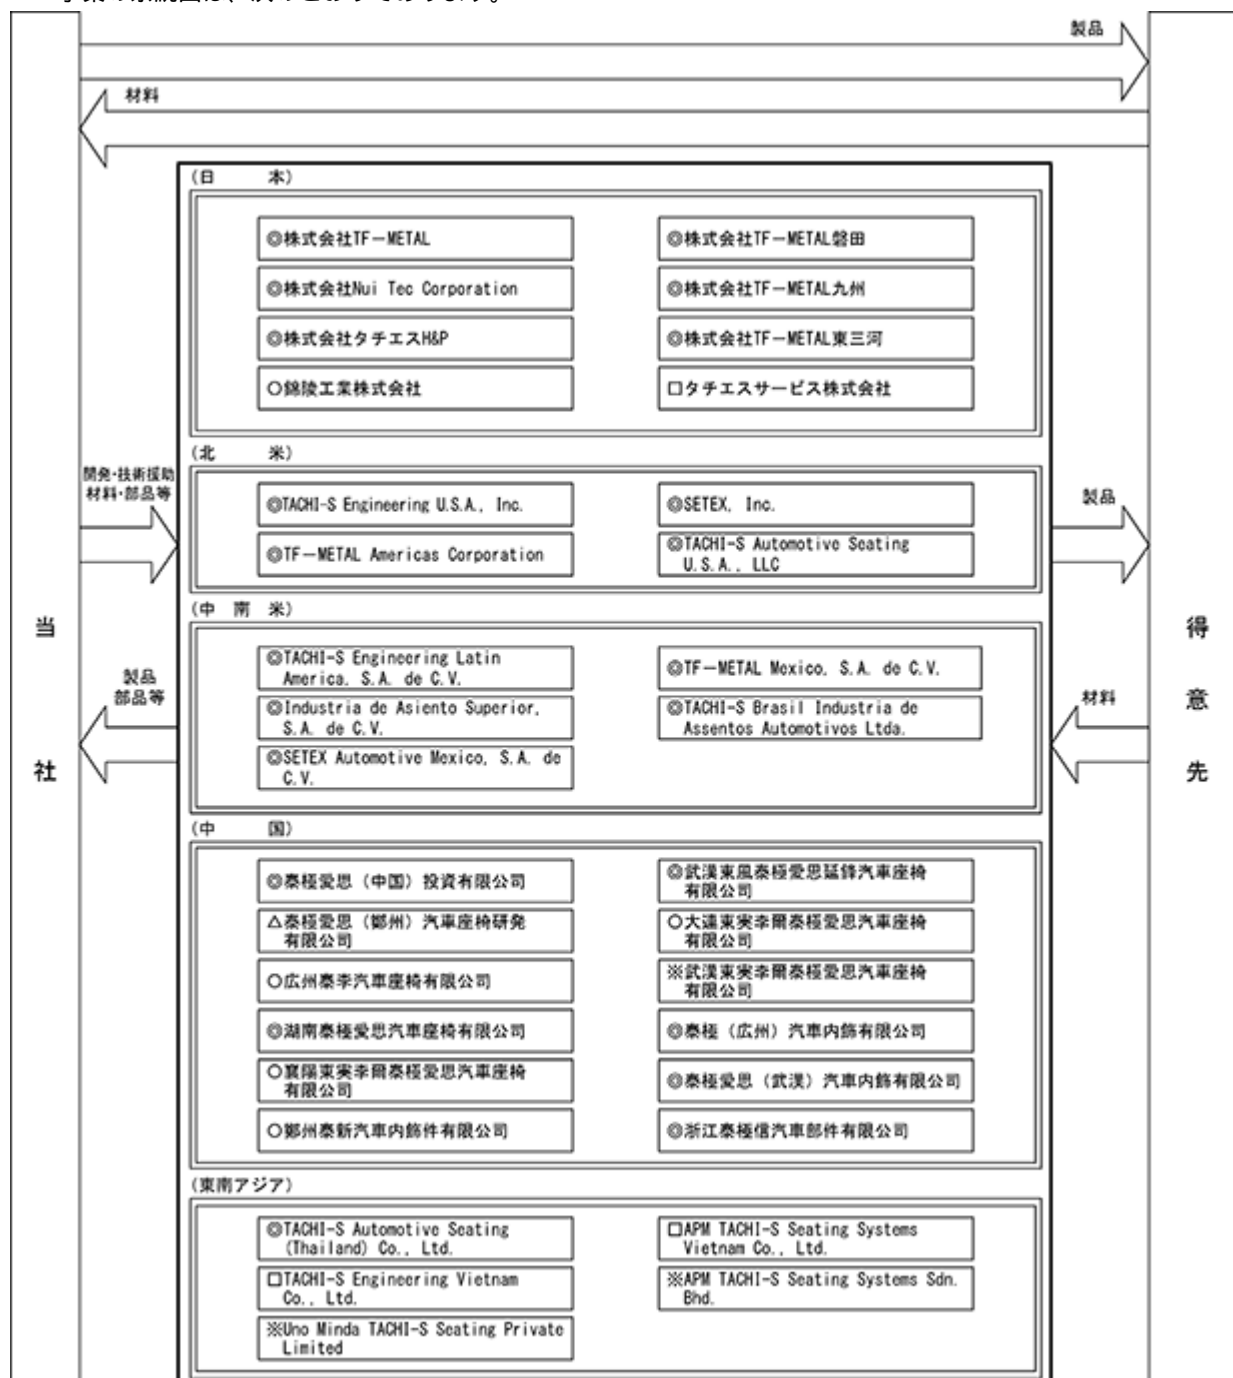 製品
材料
(日 本)
◎株式会社TF－METAL
◎株式会社TF－METAL磐田
◎株式会社Nui Tec Corporation
◎株式会社TF－METAL九州
◎株式会社タチエスH&P
◎株式会社TF－METAL東三河
○錦陵工業株式会社
□タチエスサービス株式会社
(北 米)
開発・技術援助
材料・部品等
◎TACHI-S Engineering U.S.A., Inc.
◎SETEX, Inc.
◎TF－METAL Americas Corporation
◎TACHI-S Automotive Seating
U.S.A., LLC
製品
(中 南 米)
◎TACHI-S Engineering Latin
America, S.A. de C.V.
◎TF－METAL Mexico, S.A. de C.V.
◎Industria de Asiento Superior,
S.A. de C.V.
◎TACHI-S Brasil Industria de
Assentos Automotivos Ltda.
◎SETEX Automotive Mexico, S.A. de
C.V.
製品
部品等
材料
当
社
得
意
先
(中 国)
◎泰極愛思（中国）投資有限公司
◎武漢東風泰極愛思延鋒汽車座椅
有限公司
△泰極愛思（鄭州）汽車座椅研発
有限公司
○大連東実李爾泰極愛思汽車座椅
有限公司
○広州泰李汽車座椅有限公司
※武漢東実李爾泰極愛思汽車座椅
有限公司
◎湖南泰極愛思汽車座椅有限公司
◎泰極（広州）汽車内飾有限公司
○襄陽東実李爾泰極愛思汽車座椅
有限公司
◎泰極愛思（武漢）汽車内飾有限公司
○鄭州泰新汽車内飾件有限公司
◎浙江泰極信汽車部件有限公司
(東南アジア)
◎TACHI-S Automotive Seating
(Thailand) Co., Ltd.
□APM TACHI-S Seating Systems
Vietnam Co., Ltd.
□TACHI-S Engineering Vietnam
Co., Ltd.
※APM TACHI-S Seating Systems Sdn.
Bhd.
※Uno Minda TACHI-S Seating Private
Limited